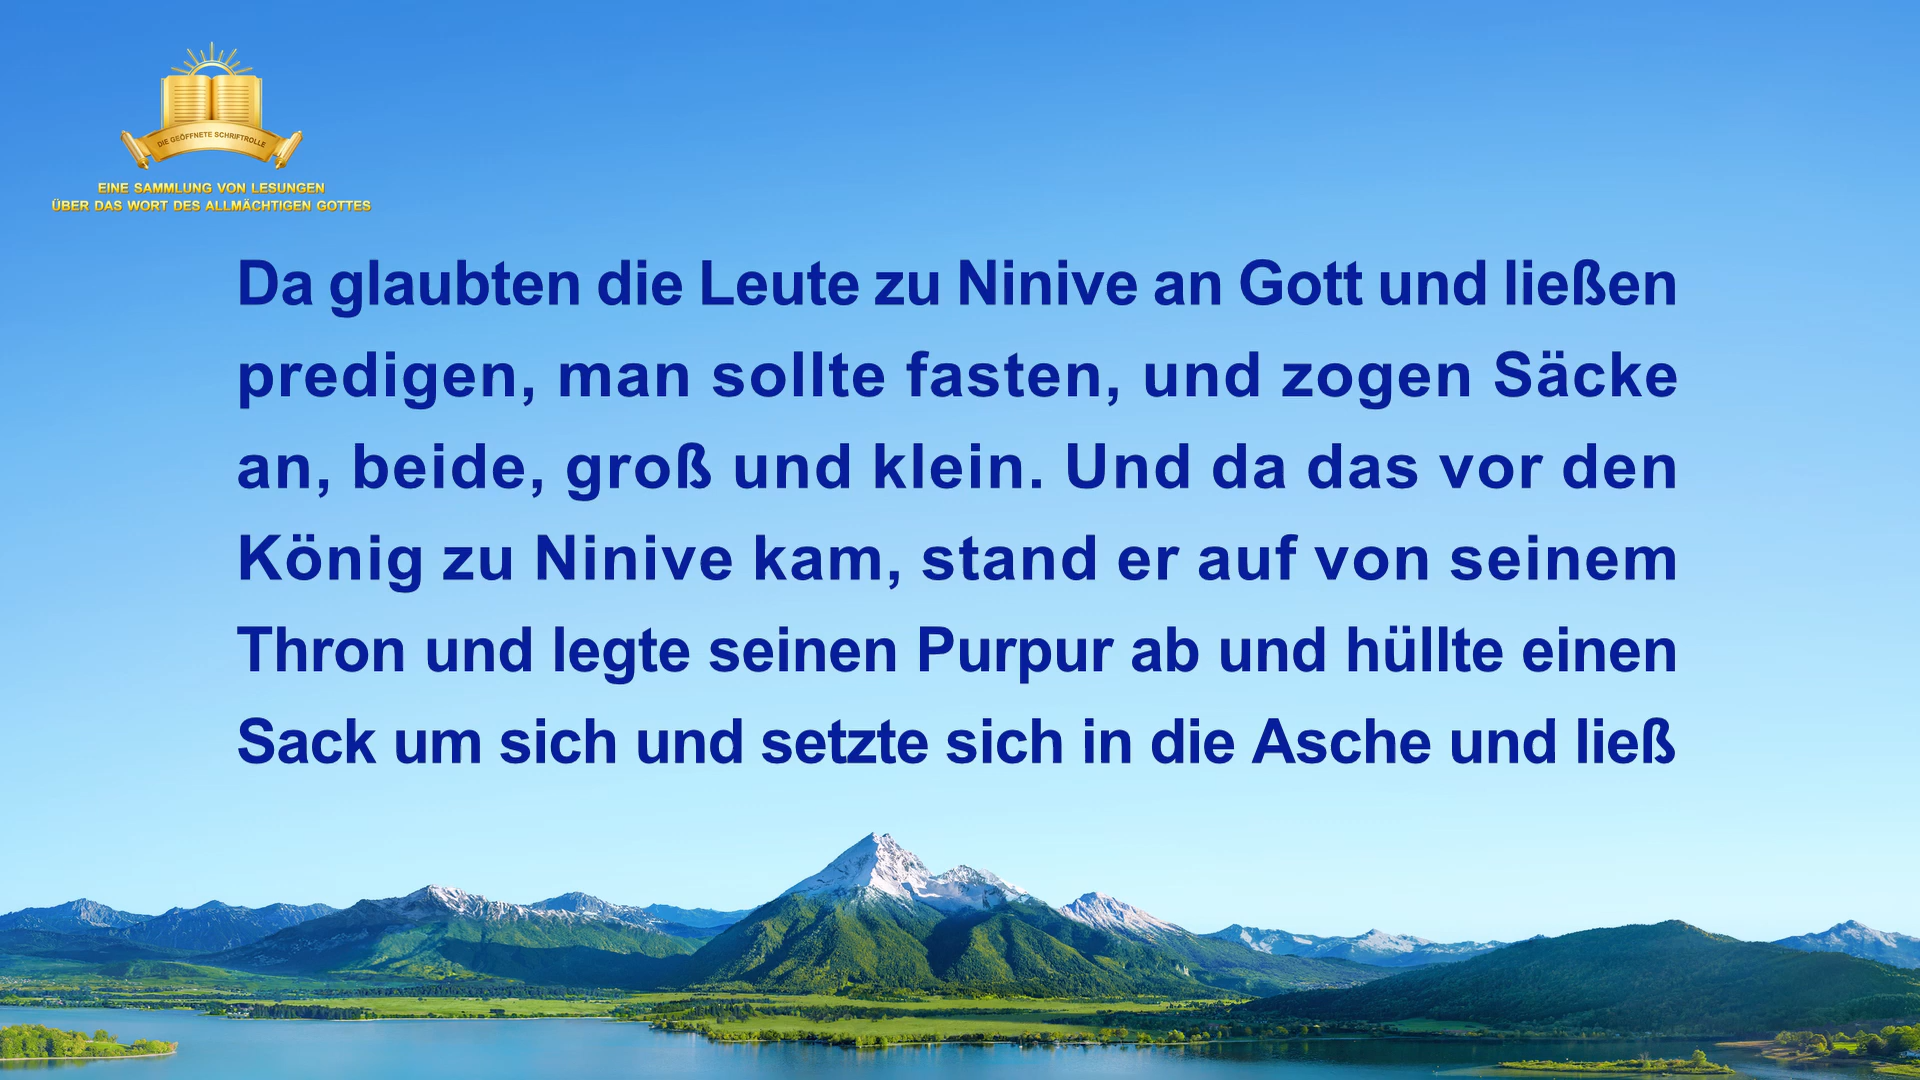 DIE GEÖFFNETE SCHRIFTROLLE
EINE SAMMLUNG VON LESUNGEN
ÜBER DAS WORT DES ALLMÄCHTIGEN GOTTES
Da glaubten die Leute zu Ninive an Gott und ließen
predigen, man sollte fasten, und zogen Säcke
an, beide, groß und klein. Und da das vor den
König zu Ninive kam, stand er auf von seinem
Thron und legte seinen Purpur ab und hüllte einen
Sack um sich und setzte sich in die Asche und ließ